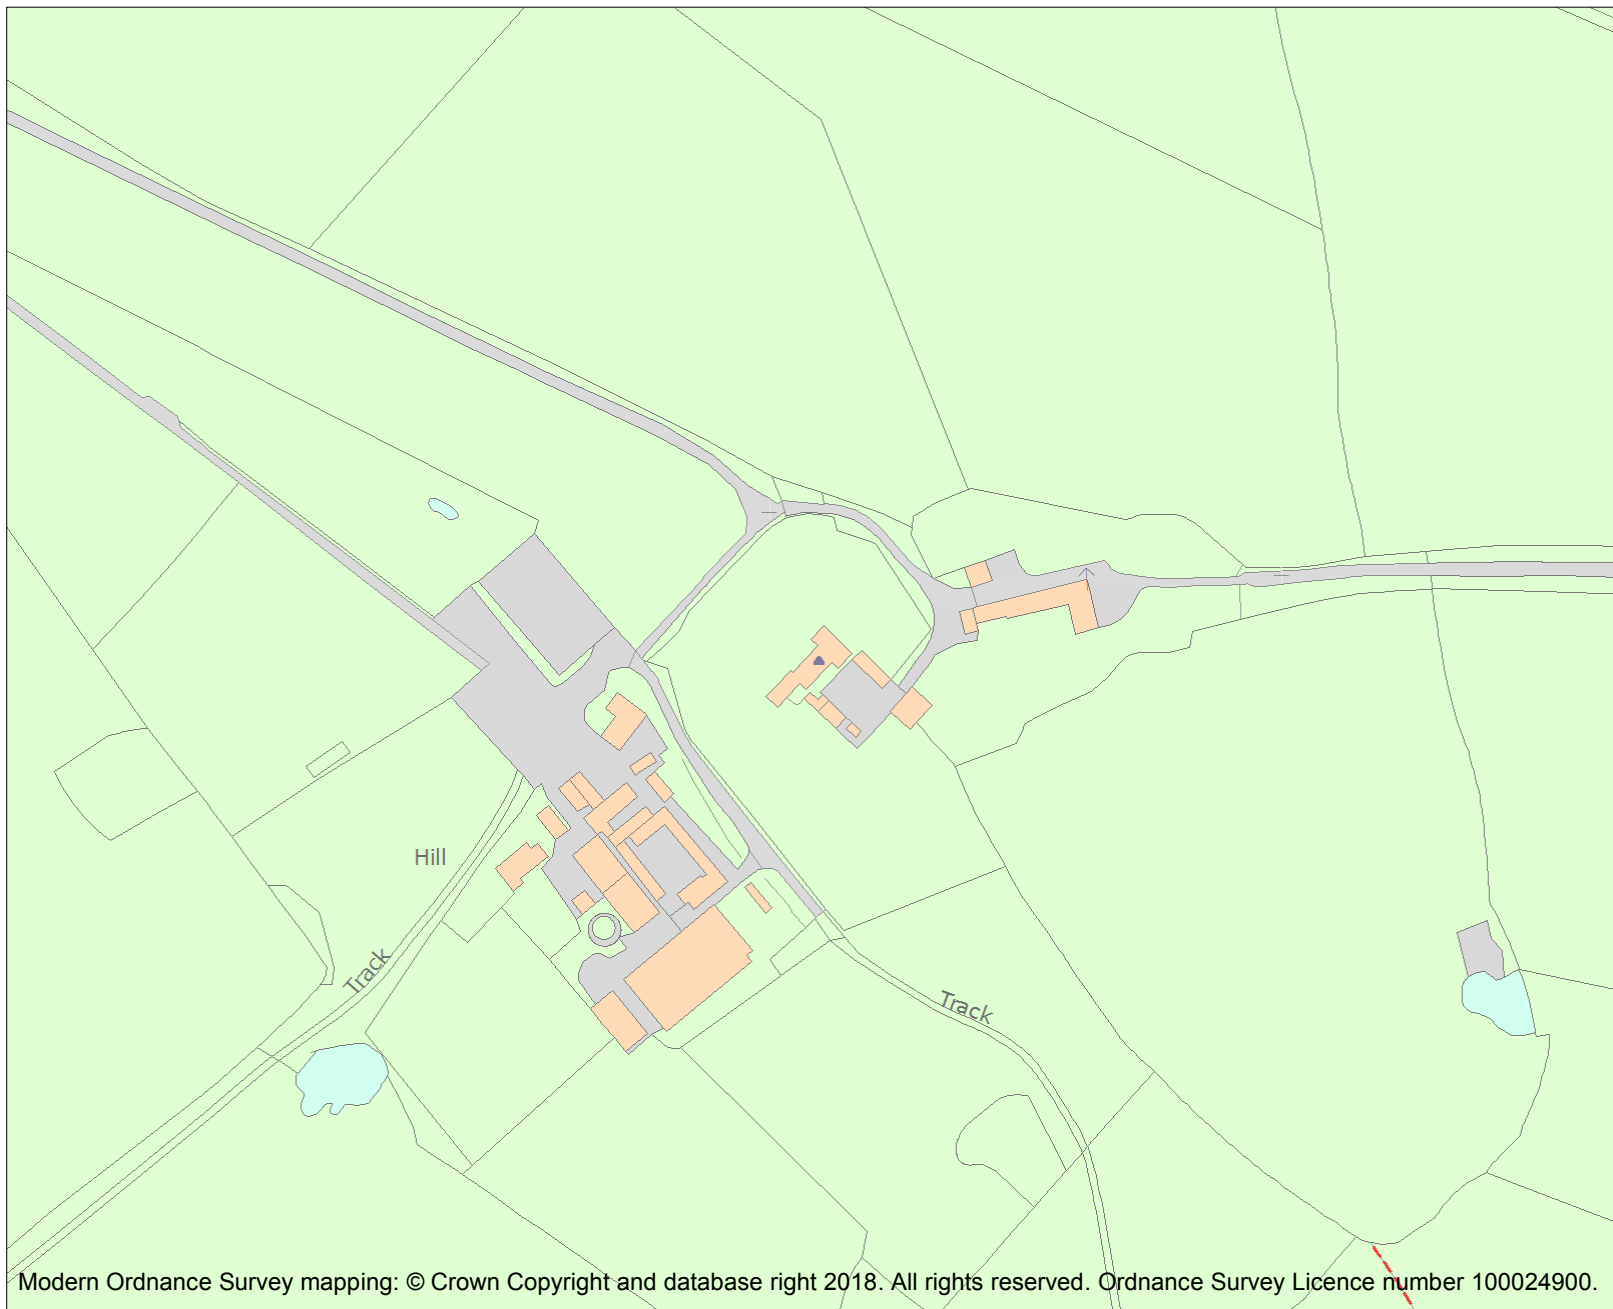 Hill
Track
Track
Modern Ordnance Survey mapping: © Crown Copyright and database right 2018. All rights reserved. Ordnance Survey Licence number 100024900.